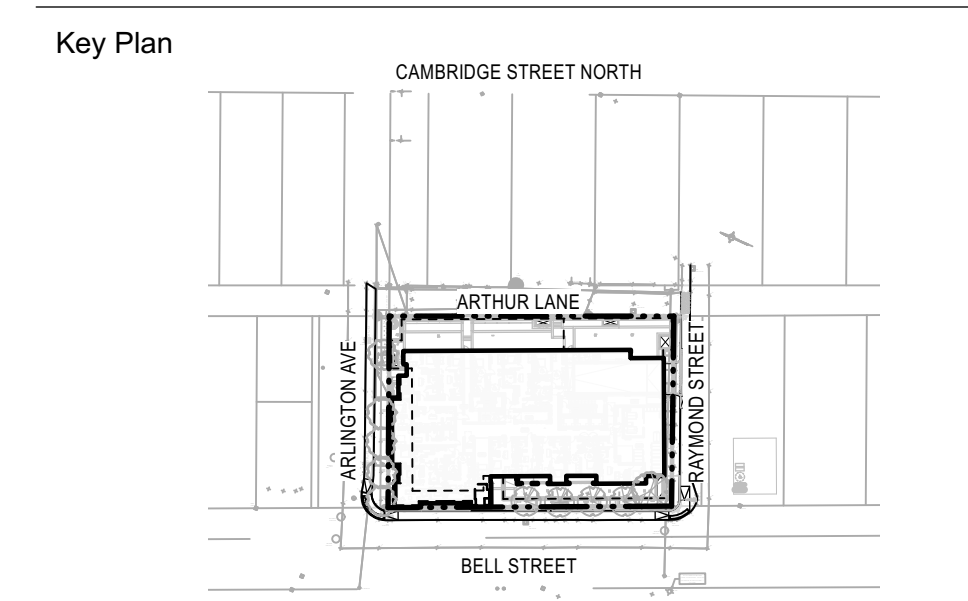 Key Plan
CAMBRIDGE STREET NORTH
ARTHUR LANE
ARLINGTON AVE
RAYMOND STREET
BELL STREET